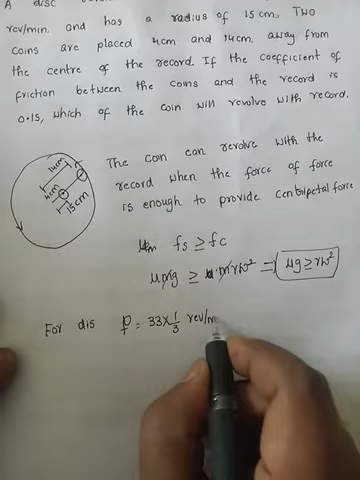 A disc
rev/min. and has a radius of 15 cm. Two
coins are placed 4cm and 14cm away from
the centre of the record. If the coefficient of
friction between the coins and the record is
0.15, which of the coin will revolve with record.
The coin can revolve with the
record when the force of force
is enough to provide centripetal force
14cm
4cm
15cm
fs ≥ fc
μmg ≥ m rω² ⇒ μg ≥ rω²
For dis f = 33 × 1/3 rev/m